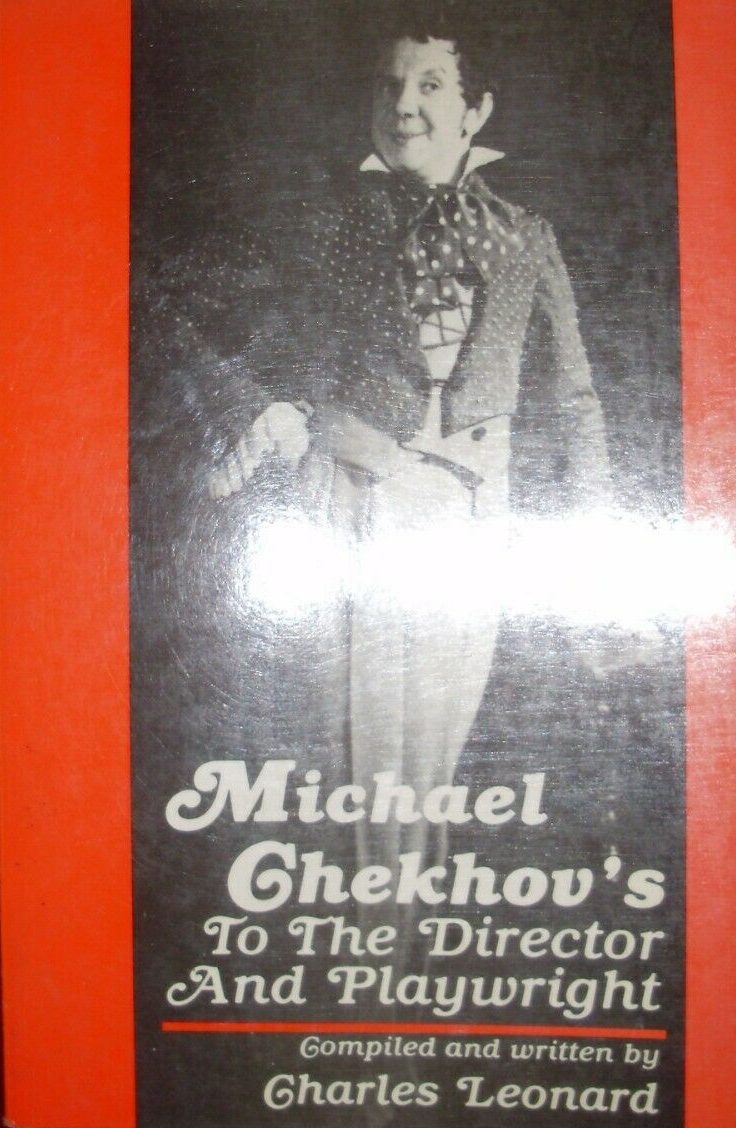 Michael
Chekhov's
To The Director
And Playwright
Compiled and written by
Charles Leonard